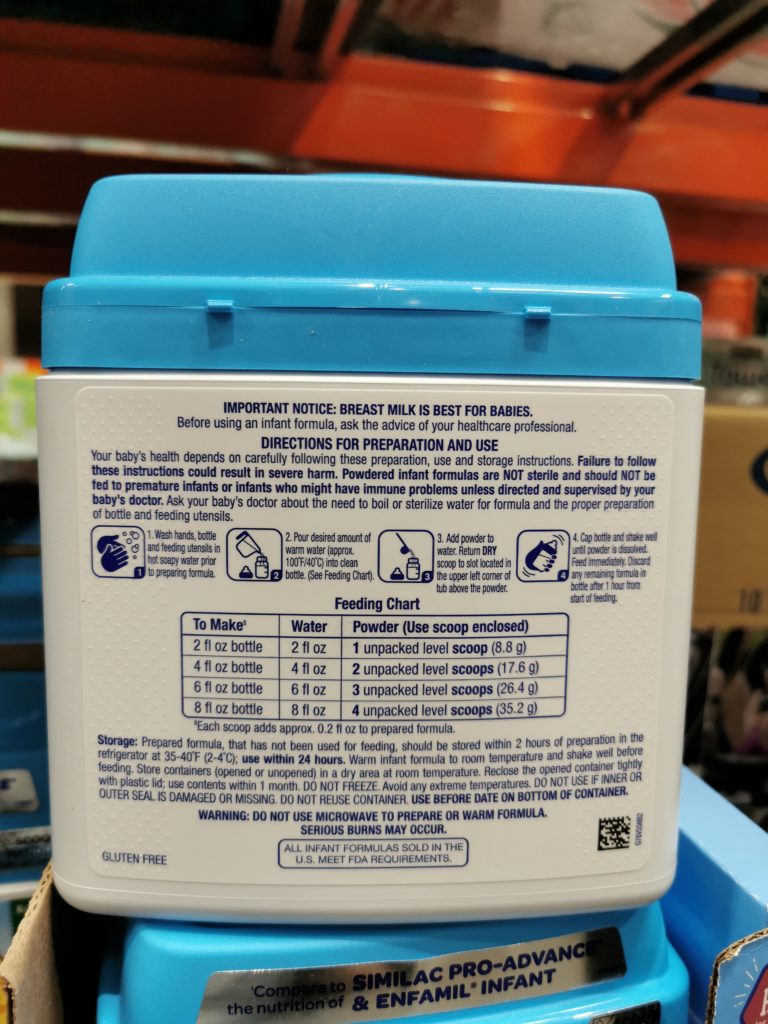 IMPORTANT NOTICE: BREAST MILK IS BEST FOR BABIES.
Before using an infant formula, ask the advice of your healthcare professional.
DIRECTIONS FOR PREPARATION AND USE
Your baby's health depends on carefully following these preparation, use and storage instructions. Failure to follow
these instructions could result in severe harm. Powdered infant formulas are NOT sterile and should NOT be
fed to premature infants or infants who might have immune problems unless directed and supervised by your
baby's doctor. Ask your baby's doctor about the need to boil or sterilize water for formula and the proper preparation
of bottle and feeding utensils.
1. Wash hands, bottle
and feeding utensils in
hot soapy water prior
to preparing formula.
1
2. Pour desired amount of
warm water (approx.
100°F/40°C) into clean
bottle. (See Feeding Chart).
2
3. Add powder to
water. Return DRY
scoop to slot located in
the upper left corner of
tub above the powder.
3
4. Cap bottle and shake well
until powder is dissolved.
Feed immediately. Discard
any remaining formula in
bottle after 1 hour from
start of feeding.
4
Feeding Chart
To Make§ Water Powder (Use scoop enclosed)
2 fl oz bottle 2 fl oz 1 unpacked level scoop (8.8 g)
4 fl oz bottle 4 fl oz 2 unpacked level scoops (17.6 g)
6 fl oz bottle 6 fl oz 3 unpacked level scoops (26.4 g)
8 fl oz bottle 8 fl oz 4 unpacked level scoops (35.2 g)
§Each scoop adds approx. 0.2 fl oz to prepared formula.
Storage: Prepared formula, that has not been used for feeding, should be stored within 2 hours of preparation in the
refrigerator at 35-40°F (2-4°C); use within 24 hours. Warm infant formula to room temperature and shake well before
feeding. Store containers (opened or unopened) in a dry area at room temperature. Reclose the opened container tightly
with plastic lid; use contents within 1 month. DO NOT FREEZE. Avoid any extreme temperatures. DO NOT USE IF INNER OR
OUTER SEAL IS DAMAGED OR MISSING. DO NOT REUSE CONTAINER. USE BEFORE DATE ON BOTTOM OF CONTAINER.
WARNING: DO NOT USE MICROWAVE TO PREPARE OR WARM FORMULA.
SERIOUS BURNS MAY OCCUR.
GLUTEN FREE
ALL INFANT FORMULAS SOLD IN THE
U.S. MEET FDA REQUIREMENTS.
Compare to SIMILAC PRO-ADVANCE
the nutrition of & ENFAMIL® INFANT